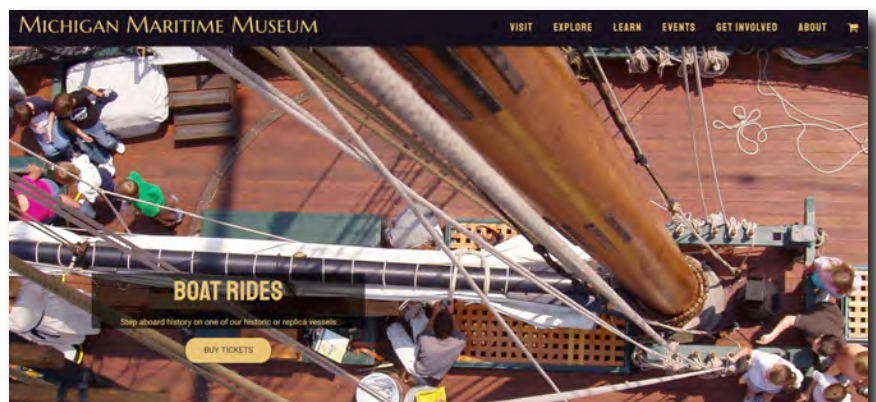 MICHIGAN MARITIME MUSEUM
VISIT EXPLORE LEARN EVENTS GET INVOLVED ABOUT
BOAT RIDES
Step aboard history on one of our historic or replica vessels.
BUY TICKETS